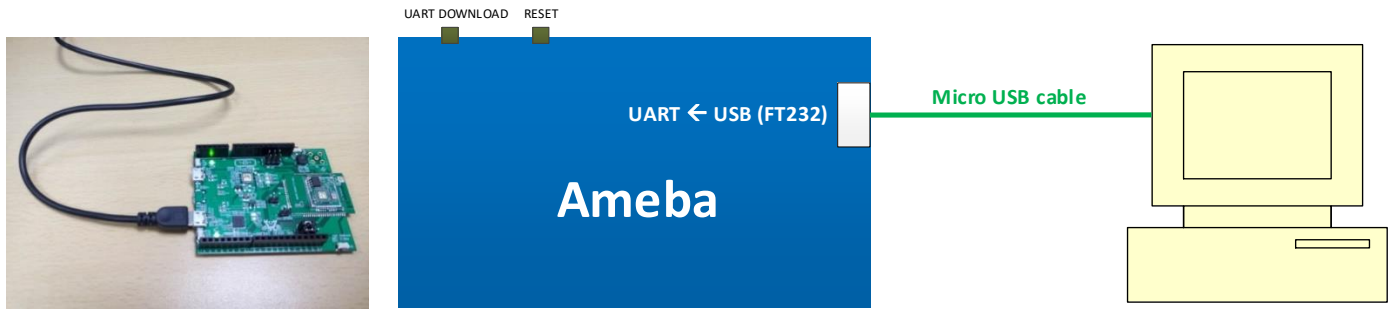 UART DOWNLOAD RESET
UART ← USB (FT232)
Micro USB cable
Ameba